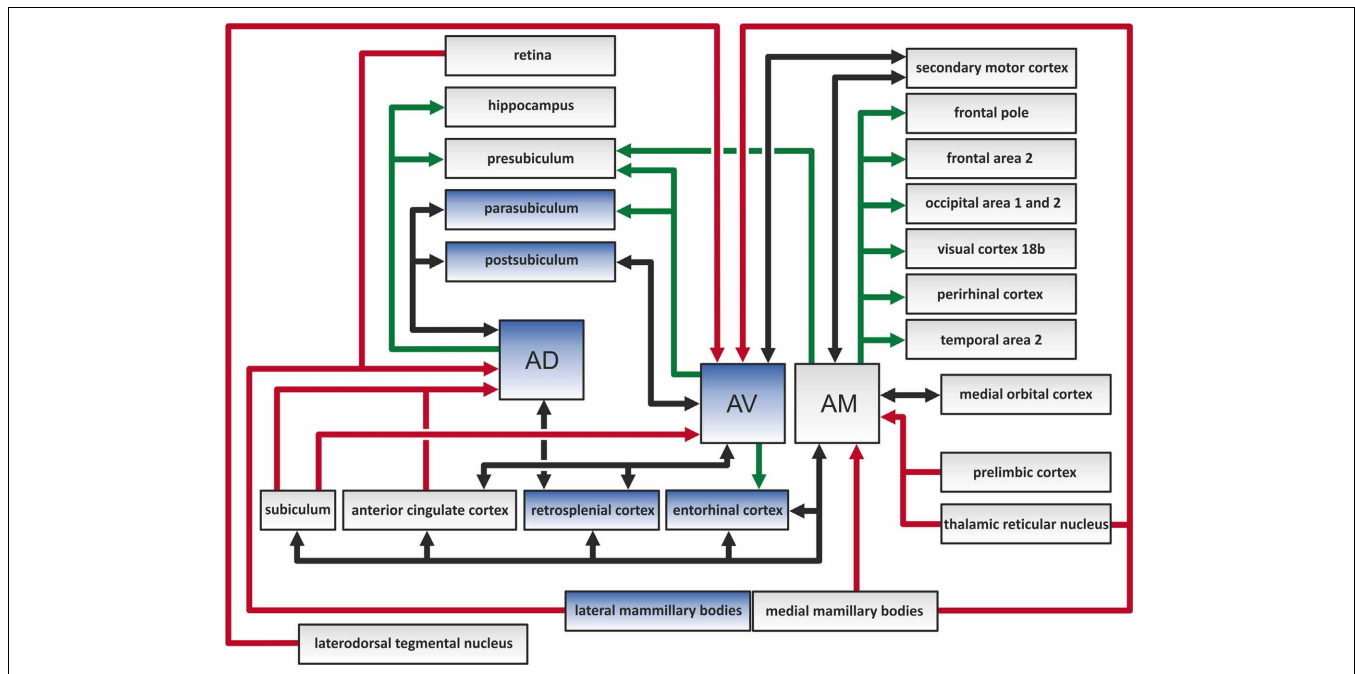 retina
hippocampus
presubiculum
parasubiculum
postsubiculum
secondary motor cortex
frontal pole
frontal area 2
occipital area 1 and 2
visual cortex 18b
perirhinal cortex
temporal area 2
AD
AV
AM
medial orbital cortex
prelimbic cortex
thalamic reticular nucleus
subiculum
anterior cingulate cortex
retrosplenial cortex
entorhinal cortex
lateral mammillary bodies
medial mamillary bodies
laterodorsal tegmental nucleus